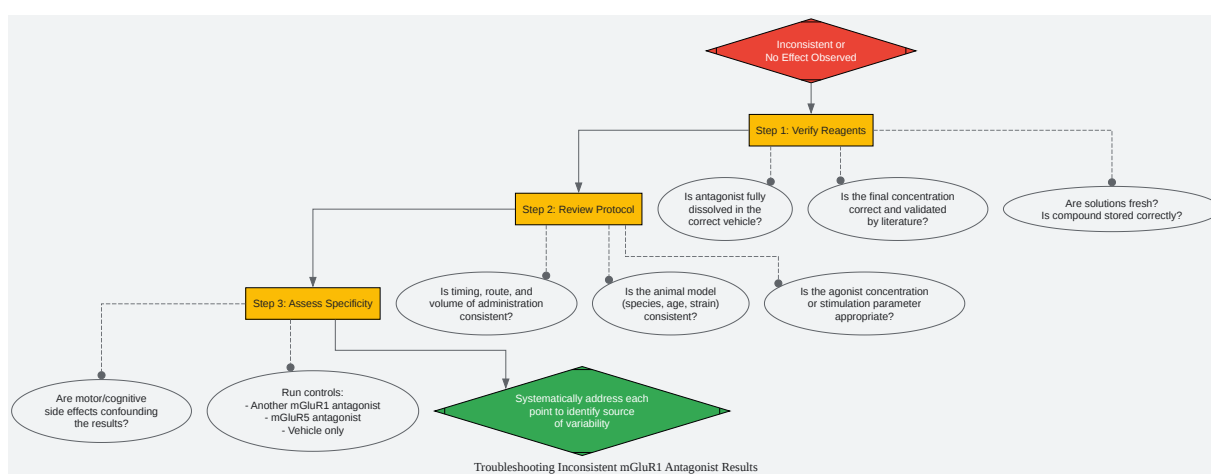 Inconsistent or
No Effect Observed
Step 1: Verify Reagents
Is antagonist fully
dissolved in the
correct vehicle?
Is the final concentration
correct and validated
by literature?
Are solutions fresh?
Is compound stored correctly?
Step 2: Review Protocol
Is timing, route, and
volume of administration
consistent?
Is the animal model
(species, age, strain)
consistent?
Is the agonist concentration
or stimulation parameter
appropriate?
Step 3: Assess Specificity
Are motor/cognitive
side effects confounding
the results?
Run controls:
- Another mGluR1 antagonist
- mGluR5 antagonist
- Vehicle only
Systematically address each
point to identify source
of variability
Troubleshooting Inconsistent mGluR1 Antagonist Results